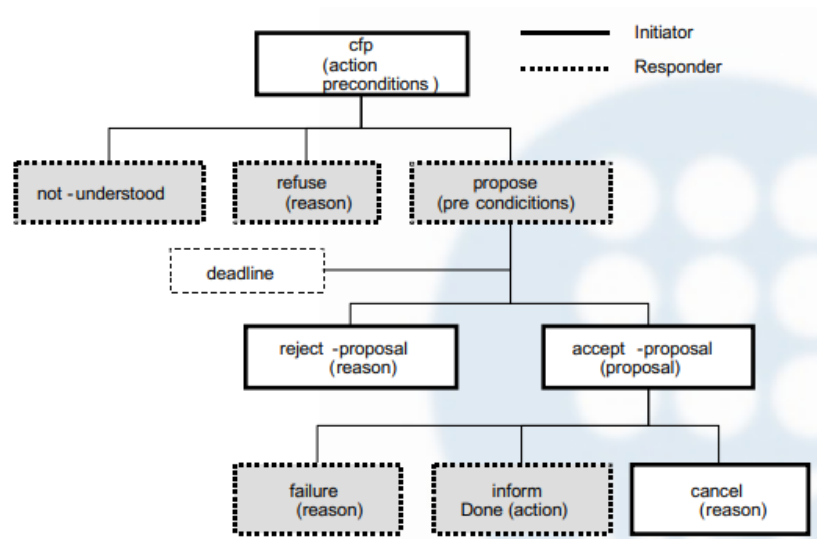 cfp
(action
preconditions )
Initiator
Responder
not - understood
refuse
(reason)
propose
(pre condicitions)
deadline
reject -proposal
(reason)
accept -proposal
(proposal)
failure
(reason)
inform
Done (action)
cancel
(reason)